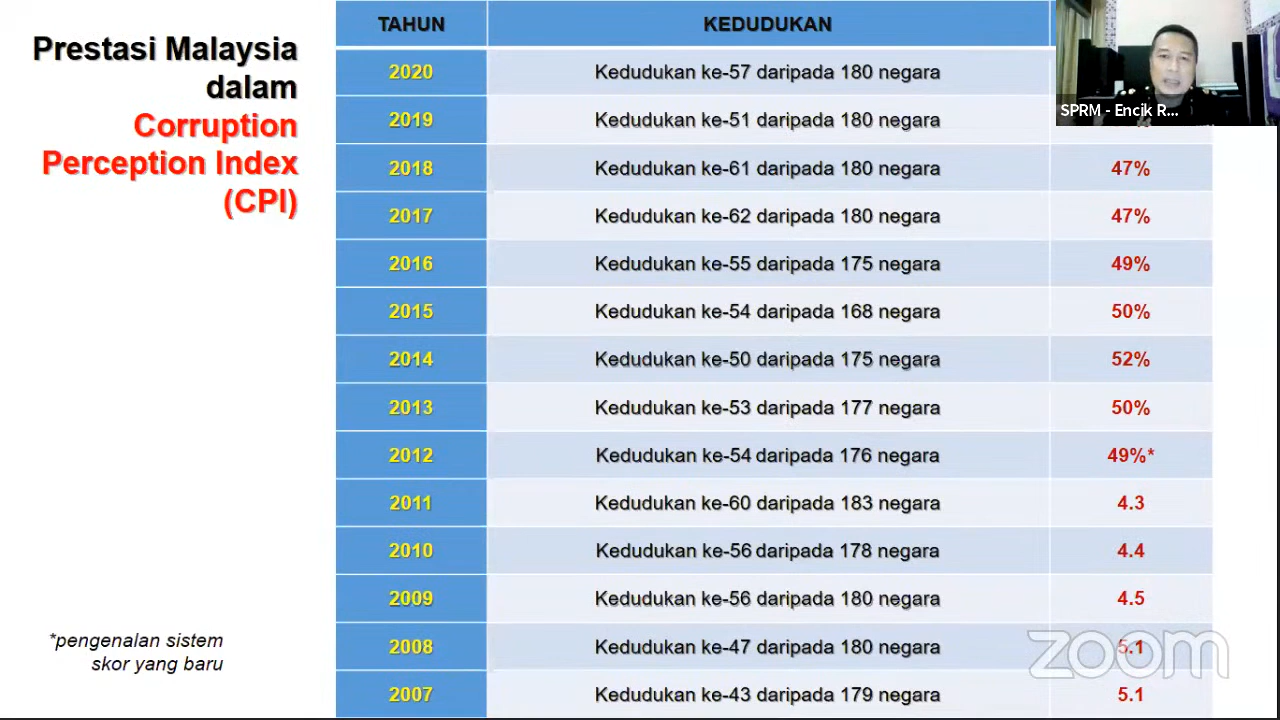 Prestasi Malaysia
dalam
Corruption
Perception Index
(CPI)
TAHUN KEDUDUKAN
2020 Kedudukan ke-57 daripada 180 negara
2019 Kedudukan ke-51 daripada 180 negara
SPRM - Encik R...
2018 Kedudukan ke-61 daripada 180 negara 47%
2017 Kedudukan ke-62 daripada 180 negara 47%
2016 Kedudukan ke-55 daripada 175 negara 49%
2015 Kedudukan ke-54 daripada 168 negara 50%
2014 Kedudukan ke-50 daripada 175 negara 52%
2013 Kedudukan ke-53 daripada 177 negara 50%
2012 Kedudukan ke-54 daripada 176 negara 49%*
2011 Kedudukan ke-60 daripada 183 negara 4.3
2010 Kedudukan ke-56 daripada 178 negara 4.4
2009 Kedudukan ke-56 daripada 180 negara 4.5
2008 Kedudukan ke-47 daripada 180 negara 5.1
2007 Kedudukan ke-43 daripada 179 negara 5.1
*pengenalan sistem
skor yang baru
zoom